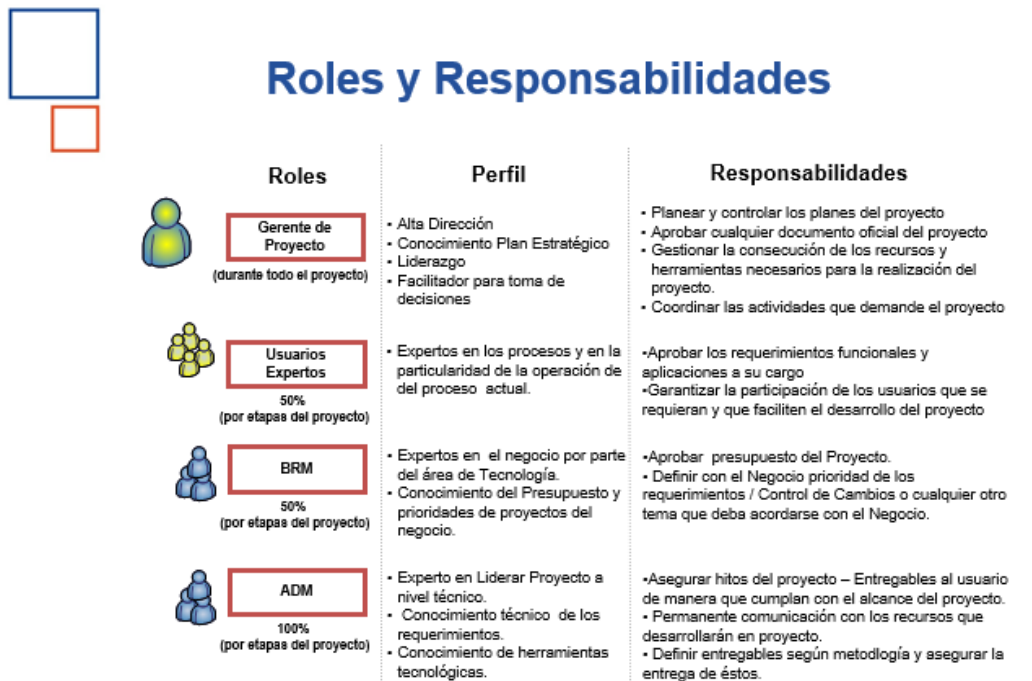 Roles y Responsabilidades
Roles
Perfil
Responsabilidades
Gerente de
Proyecto
(durante todo el proyecto)
▪ Alta Dirección
▪ Conocimiento Plan Estratégico
▪ Liderazgo
▪ Facilitador para toma de
decisiones
▪ Planear y controlar los planes del proyecto
▪ Aprobar cualquier documento oficial del proyecto
▪ Gestionar la consecución de los recursos y
herramientas necesarios para la realización del
proyecto.
▪ Coordinar las actividades que demande el proyecto
Usuarios
Expertos
50%
(por etapas del proyecto)
▪ Expertos en los procesos y en la
particularidad de la operación de
del proceso actual.
▪Aprobar los requerimientos funcionales y
aplicaciones a su cargo
▪Garantizar la participación de los usuarios que se
requieran y que faciliten el desarrollo del proyecto
BRM
50%
(por etapas del proyecto)
▪ Expertos en el negocio por parte
del área de Tecnología.
▪ Conocimiento del Presupuesto y
prioridades de proyectos del
negocio.
▪Aprobar presupuesto del Proyecto.
▪ Definir con el Negocio prioridad de los
requerimientos / Control de Cambios o cualquier otro
tema que deba acordarse con el Negocio.
ADM
100%
(por etapas del proyecto)
▪ Experto en Liderar Proyecto a
nivel técnico.
▪ Conocimiento técnico de los
requerimientos.
▪ Conocimiento de herramientas
tecnológicas.
▪Asegurar hitos del proyecto – Entregables al usuario
de manera que cumplan con el alcance del proyecto.
▪ Permanente comunicación con los recursos que
desarrollarán en proyecto.
▪ Definir entregables según metodlogía y asegurar la
entrega de éstos.